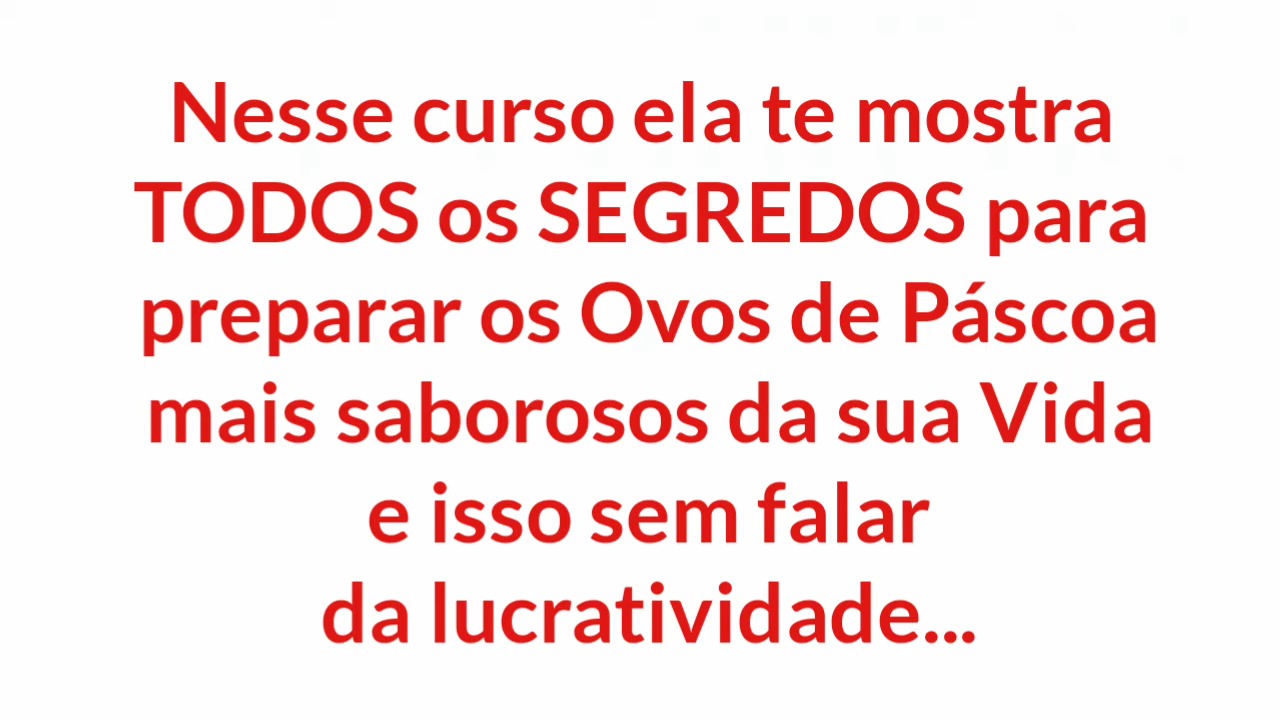 Nesse curso ela te mostra
TODOS os SEGREDOS para
preparar os Ovos de Páscoa
mais saborosos da sua Vida
e isso sem falar
da lucratividade...